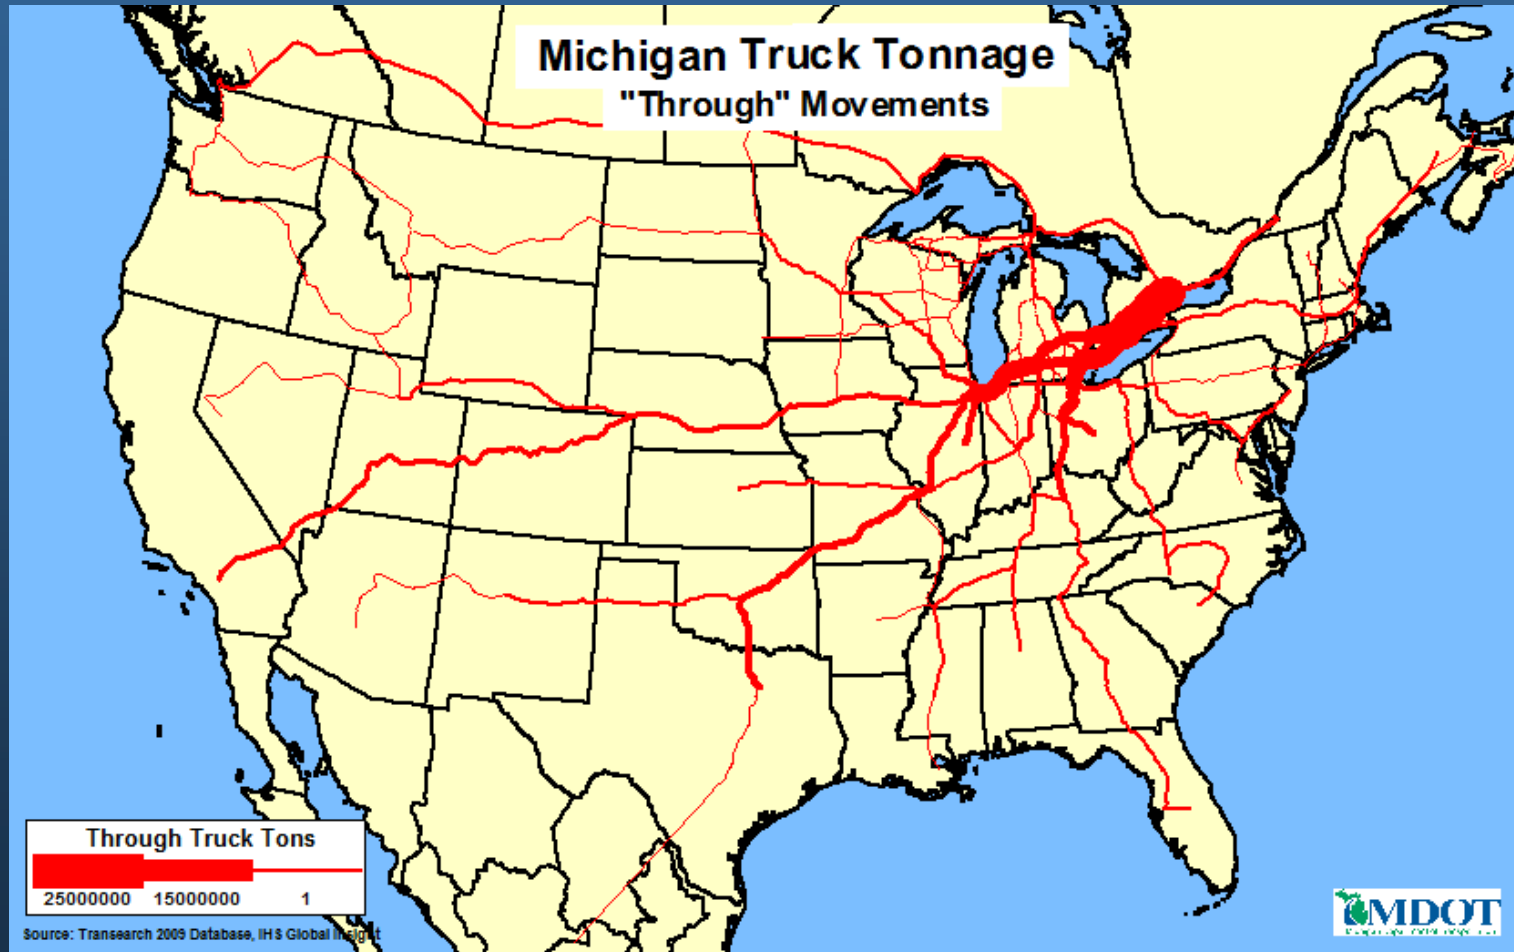 Michigan Truck Tonnage
"Through" Movements
Through Truck Tons
25000000 15000000 1
Source: Transearch 2009 Database, IHS Global Insight
MDOT